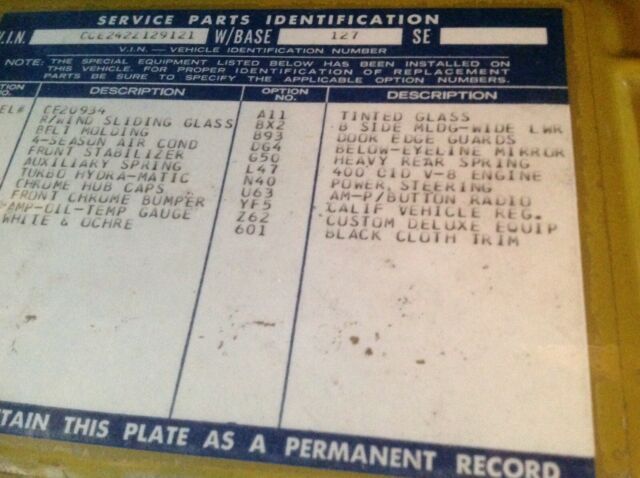 SERVICE PARTS IDENTIFICATION
V.I.N. CCE242Z129121 W/BASE 127 SE
V.I.N. — VEHICLE IDENTIFICATION NUMBER
NOTE: THE SPECIAL EQUIPMENT LISTED BELOW HAS BEEN INSTALLED ON
THIS VEHICLE. FOR PROPER IDENTIFICATION OF REPLACEMENT
PARTS BE SURE TO SPECIFY THE APPLICABLE OPTION NUMBERS.
TION NO. DESCRIPTION OPTION NO. DESCRIPTION
EL# CE20934 A11 TINTED GLASS
R/WIND SLIDING GLASS BX2 B SIDE MLDG-WIDE LWR
BELT MOLDING B93 DOOR EDGE GUARDS
4-SEASON AIR COND DG4 BELOW-EYELINE MIRROR
FRONT STABILIZER G50 HEAVY REAR SPRING
AUXILIARY SPRING L47 400 CID V-8 ENGINE
TURBO HYDRA-MATIC N40 POWER STEERING
CHROME HUB CAPS U63 AM-P/BUTTON RADIO
FRONT CHROME BUMPER YF5 CALIF VEHICLE REG.
AMP-OIL-TEMP GAUGE Z62 CUSTOM DELUXE EQUIP
WHITE & OCHRE 601 BLACK CLOTH TRIM
TAIN THIS PLATE AS A PERMANENT RECORD